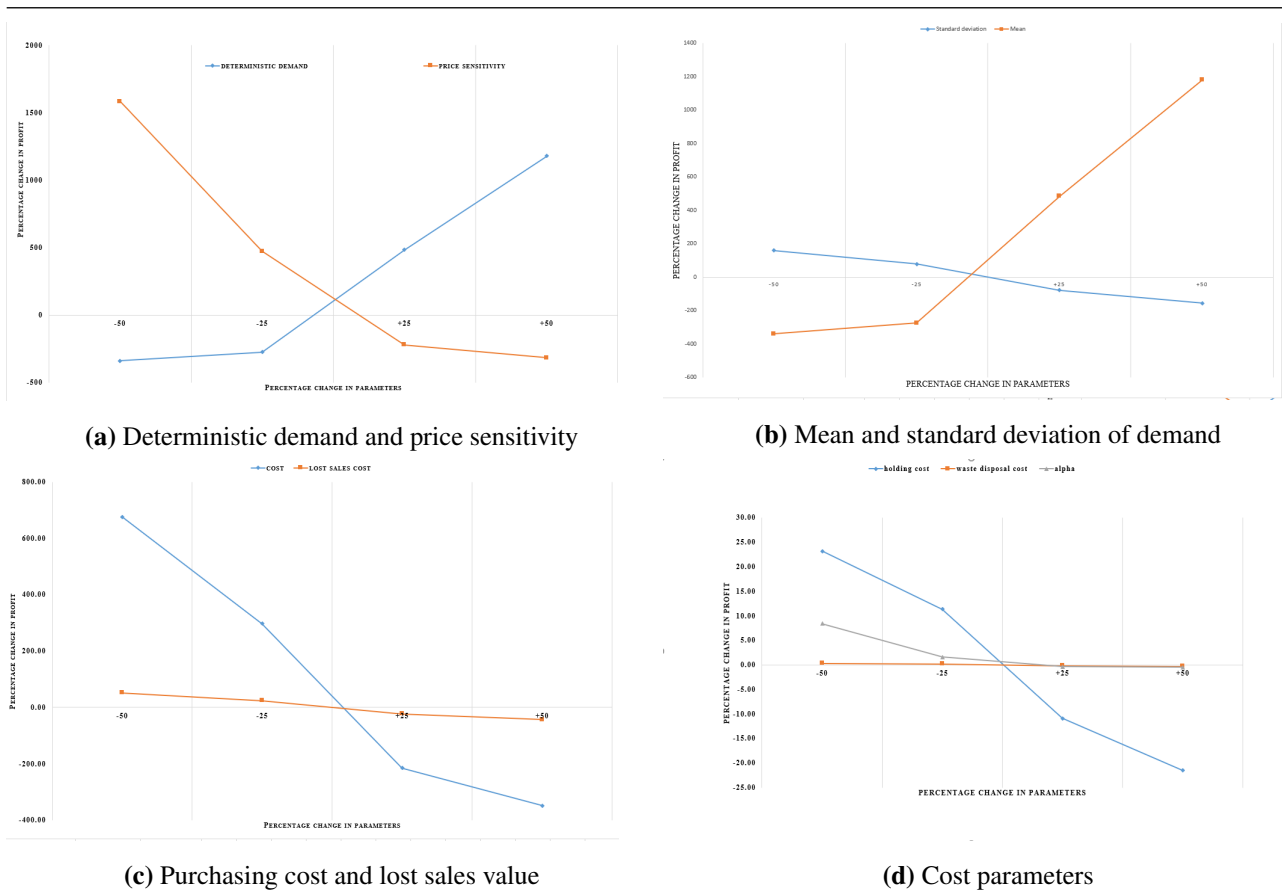 DETERMINISTIC DEMAND PRICE SENSITIVITY
2000
1500
1000
500
0
-500
-50 -25 +25 +50
PERCENTAGE CHANGE IN PROFIT
PERCENTAGE CHANGE IN PARAMETERS
(a) Deterministic demand and price sensitivity
Standard deviation Mean
1400
1200
1000
800
600
400
200
0
-200
-400
-600
-50 -25 +25 +50
PERCENTAGE CHANGE IN PROFIT
PERCENTAGE CHANGE IN PARAMETERS
(b) Mean and standard deviation of demand
COST LOST SALES COST
800.00
600.00
400.00
200.00
0.00
-200.00
-400.00
-50 -25 +25 +50
PERCENTAGE CHANGE IN PROFIT
PERCENTAGE CHANGE IN PARAMETERS
(c) Purchasing cost and lost sales value
holding cost waste disposal cost alpha
30.00
25.00
20.00
15.00
10.00
5.00
0.00
-5.00
-10.00
-15.00
-20.00
-25.00
-50 -25 +25 +50
PERCENTAGE CHANGE IN PROFIT
PERCENTAGE CHANGE IN PARAMETERS
(d) Cost parameters